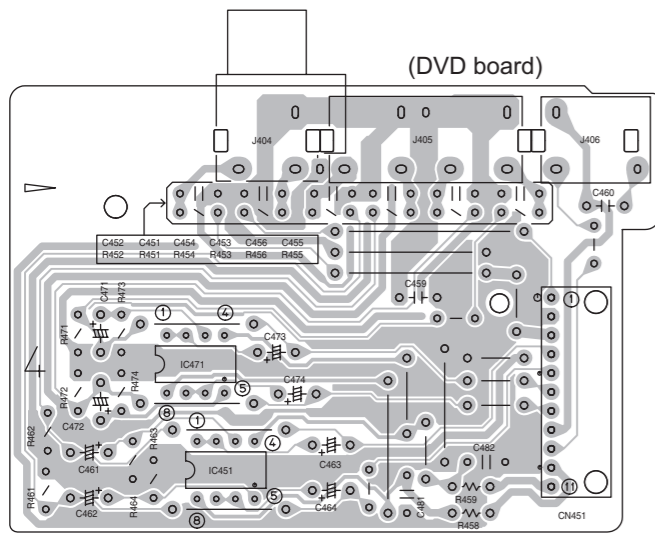 (DVD board)
J404
J405
J406
C460
C452 C451 C454 C453 C456 C455
R452 R451 R454 R453 R456 R455
C459
C471
R473
R471
1
4
C473
IC471
R472
R474
C474
5
8
C472
4
1
R462
R463
1
4
C461
C463
C482
IC451
R461
R464
C462
5
8
C464
C481
R459
R458
11
CN451